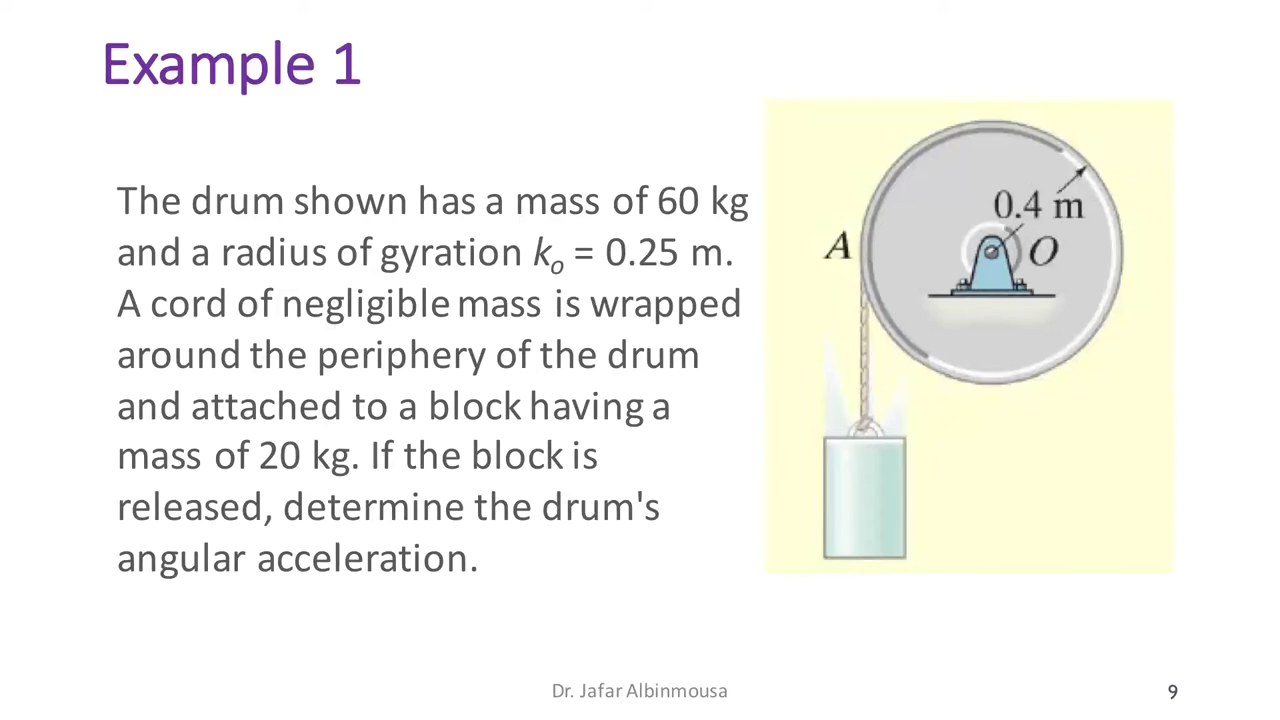 Example 1
The drum shown has a mass of 60 kg
and a radius of gyration ko = 0.25 m.
A cord of negligible mass is wrapped
around the periphery of the drum
and attached to a block having a
mass of 20 kg. If the block is
released, determine the drum's
angular acceleration.
0.4 m
A
O
Dr. Jafar Albinmousa
9